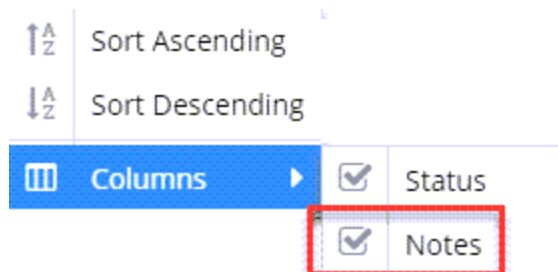 Sort Ascending
Sort Descending
Columns
Status
Notes